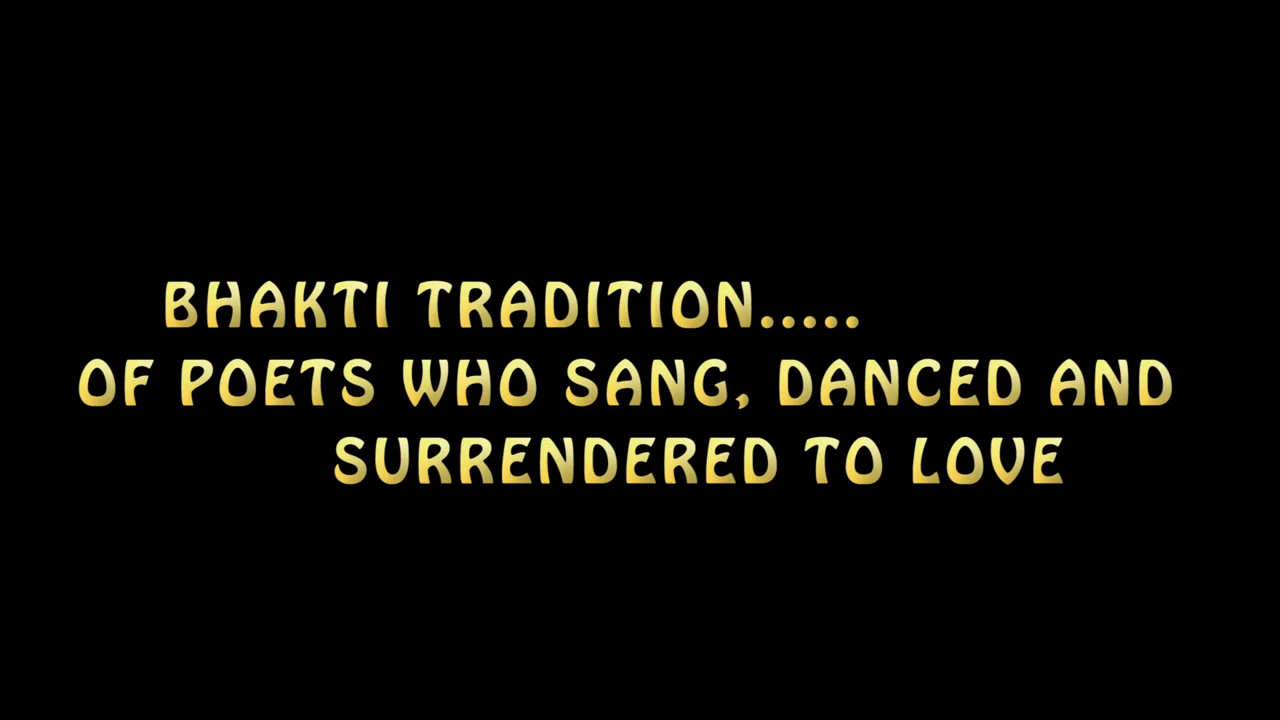 BHAKTI TRADITION.....
OF POETS WHO SANG, DANCED AND
SURRENDERED TO LOVE